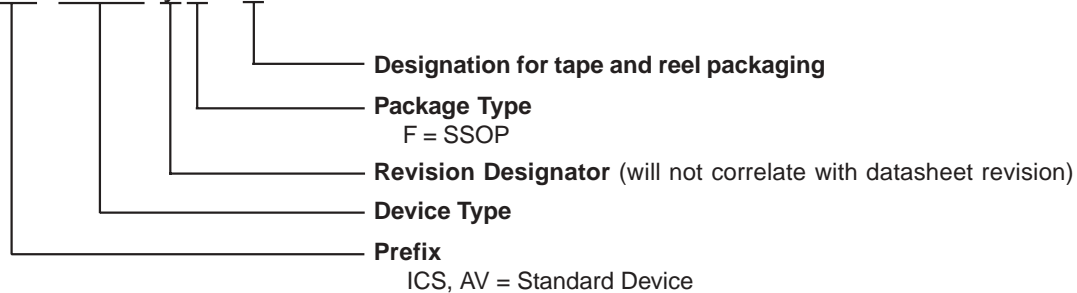 Designation for tape and reel packaging
Package Type
F = SSOP
Revision Designator (will not correlate with datasheet revision)
Device Type
Prefix
ICS, AV = Standard Device